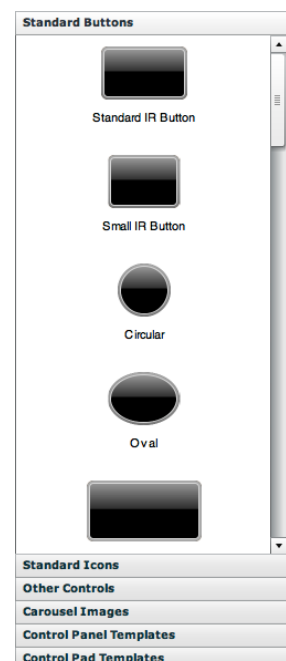 Standard Buttons
Standard IR Button
Small IR Button
Circular
Oval
Standard Icons
Other Controls
Carousel Images
Control Panel Templates
Control Pad Templates